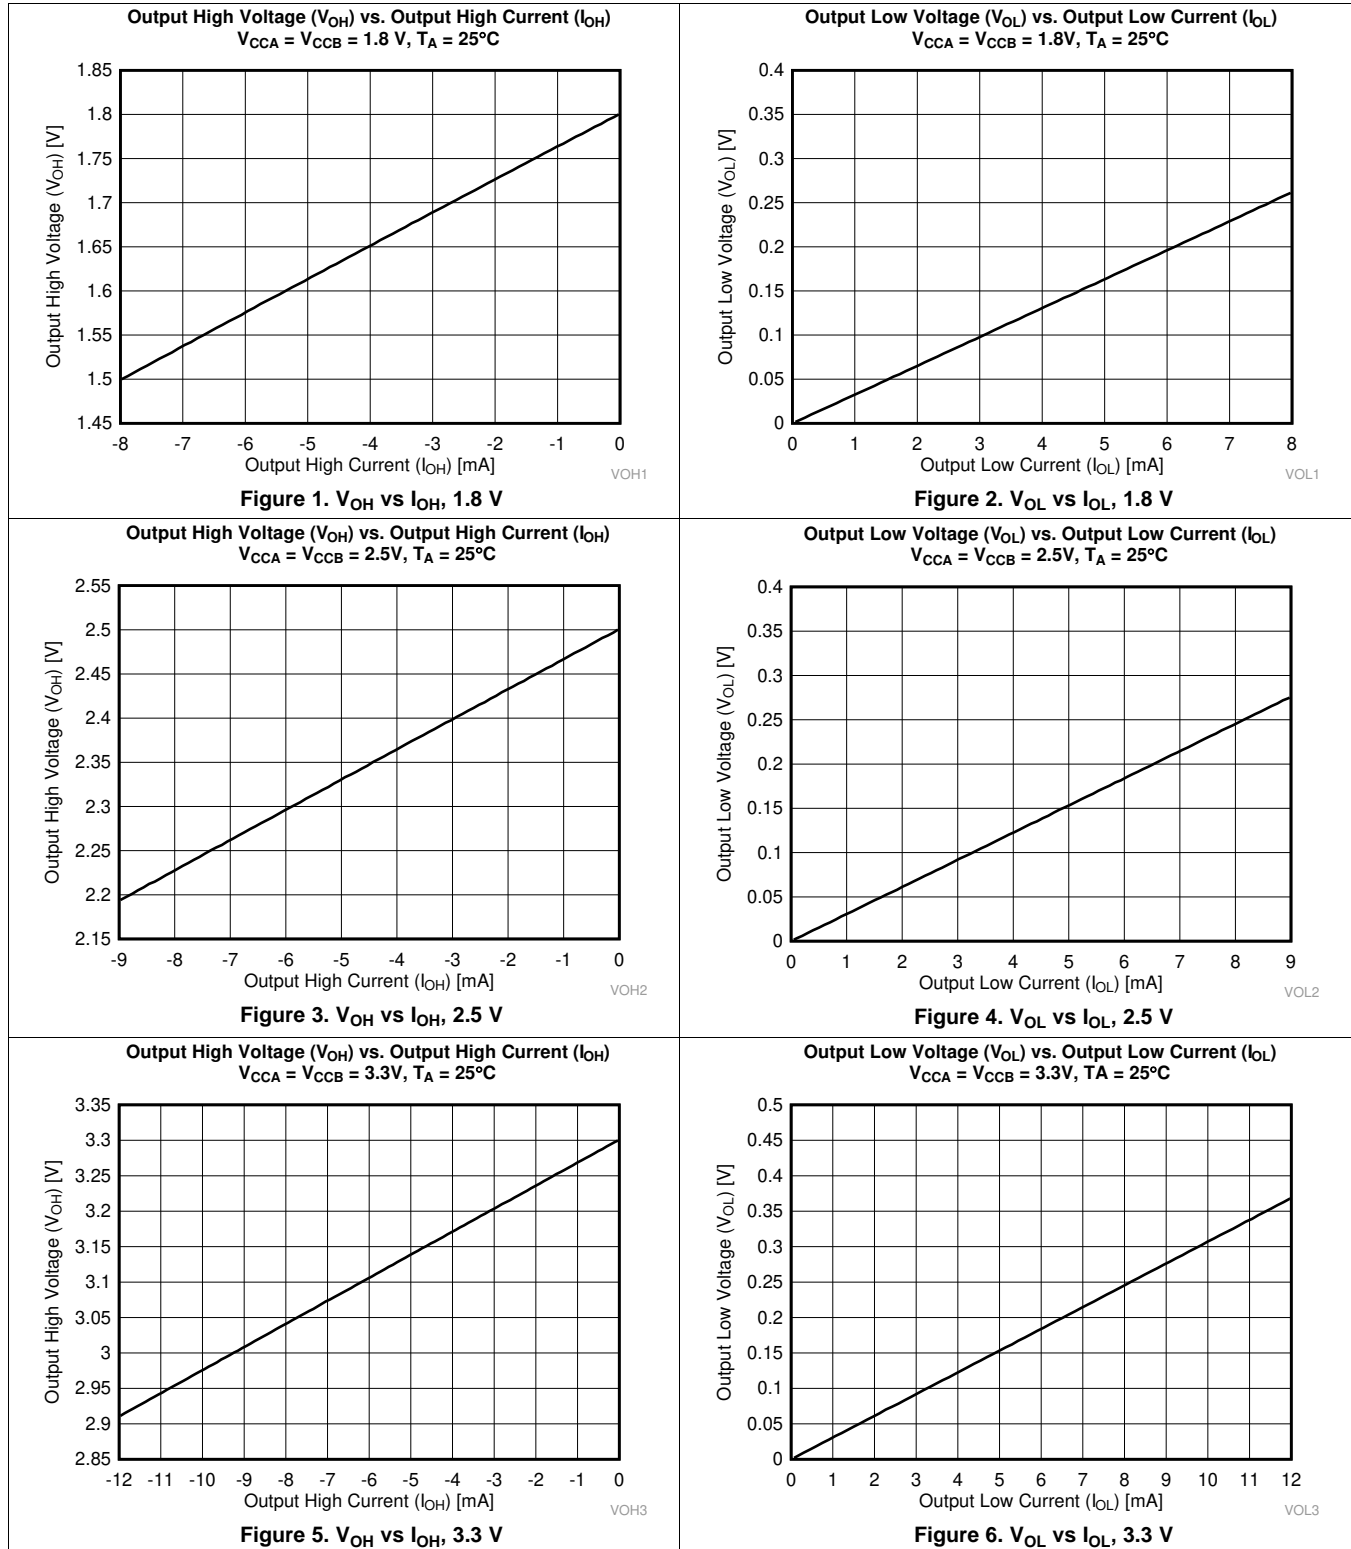 Output High Voltage (VOH) vs. Output High Current (IOH)
VCCA = VCCB = 1.8 V, TA = 25°C
Output High Voltage (VOH) [V]
1.85
1.8
1.75
1.7
1.65
1.6
1.55
1.5
1.45
-8 -7 -6 -5 -4 -3 -2 -1 0
Output High Current (IOH) [mA]
VOH1
Figure 1. VOH vs IOH, 1.8 V
Output Low Voltage (VOL) vs. Output Low Current (IOL)
VCCA = VCCB = 1.8V, TA = 25°C
Output Low Voltage (VOL) [V]
0.4
0.35
0.3
0.25
0.2
0.15
0.1
0.05
0
0 1 2 3 4 5 6 7 8
Output Low Current (IOL) [mA]
VOL1
Figure 2. VOL vs IOL, 1.8 V
Output High Voltage (VOH) vs. Output High Current (IOH)
VCCA = VCCB = 2.5V, TA = 25°C
Output High Voltage (VOH) [V]
2.55
2.5
2.45
2.4
2.35
2.3
2.25
2.2
2.15
-9 -8 -7 -6 -5 -4 -3 -2 -1 0
Output High Current (IOH) [mA]
VOH2
Figure 3. VOH vs IOH, 2.5 V
Output Low Voltage (VOL) vs. Output Low Current (IOL)
VCCA = VCCB = 2.5V, TA = 25°C
Output Low Voltage (VOL) [V]
0.4
0.35
0.3
0.25
0.2
0.15
0.1
0.05
0
0 1 2 3 4 5 6 7 8 9
Output Low Current (IOL) [mA]
VOL2
Figure 4. VOL vs IOL, 2.5 V
Output High Voltage (VOH) vs. Output High Current (IOH)
VCCA = VCCB = 3.3V, TA = 25°C
Output High Voltage (VOH) [V]
3.35
3.3
3.25
3.2
3.15
3.1
3.05
3
2.95
2.9
2.85
-12 -11 -10 -9 -8 -7 -6 -5 -4 -3 -2 -1 0
Output High Current (IOH) [mA]
VOH3
Figure 5. VOH vs IOH, 3.3 V
Output Low Voltage (VOL) vs. Output Low Current (IOL)
VCCA = VCCB = 3.3V, TA = 25°C
Output Low Voltage (VOL) [V]
0.5
0.45
0.4
0.35
0.3
0.25
0.2
0.15
0.1
0.05
0
0 1 2 3 4 5 6 7 8 9 10 11 12
Output Low Current (IOL) [mA]
VOL3
Figure 6. VOL vs IOL, 3.3 V